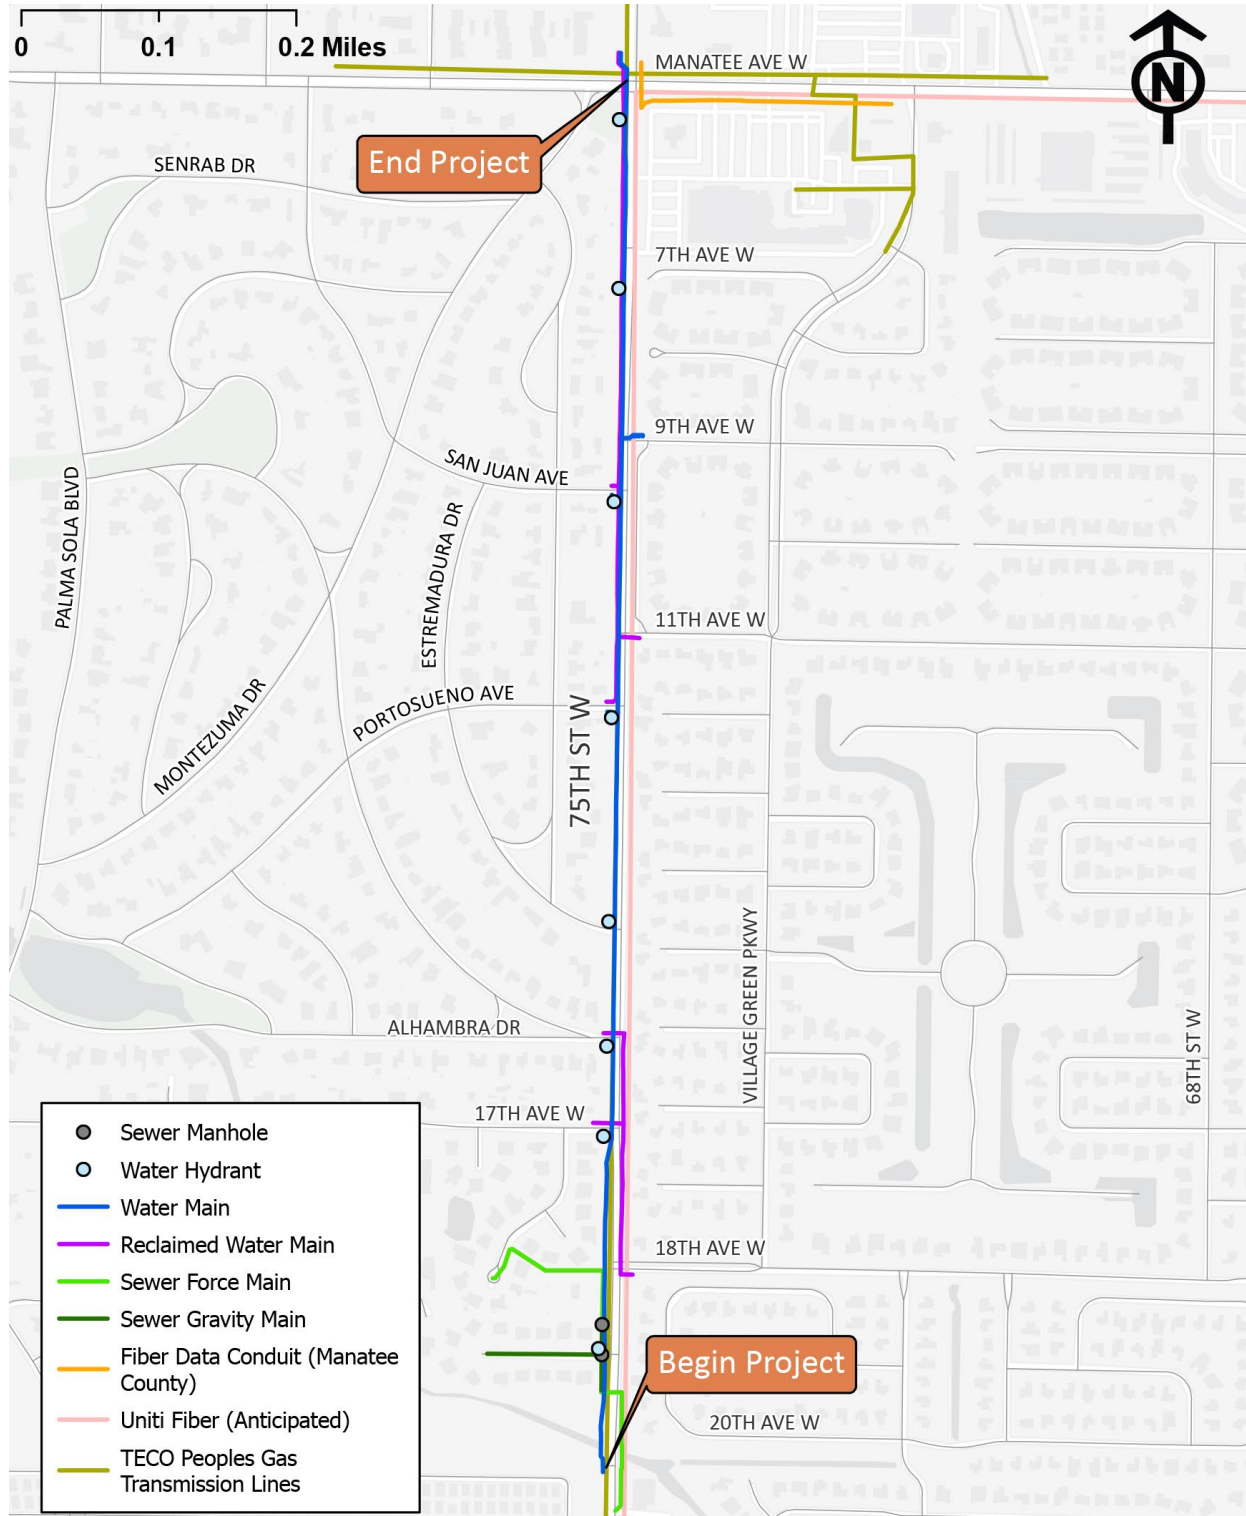 0 0.1 0.2 Miles
N
MANATEE AVE W
End Project
SENRAB DR
7TH AVE W
9TH AVE W
SAN JUAN AVE
PALMA SOLA BLVD
ESTREMADURA DR
11TH AVE W
MONTEZUMA DR
PORTOSUENO AVE
75TH ST W
VILLAGE GREEN PKWY
68TH ST W
ALHAMBRA DR
17TH AVE W
18TH AVE W
Begin Project
20TH AVE W
Sewer Manhole
Water Hydrant
Water Main
Reclaimed Water Main
Sewer Force Main
Sewer Gravity Main
Fiber Data Conduit (Manatee
County)
Uniti Fiber (Anticipated)
TECO Peoples Gas
Transmission Lines